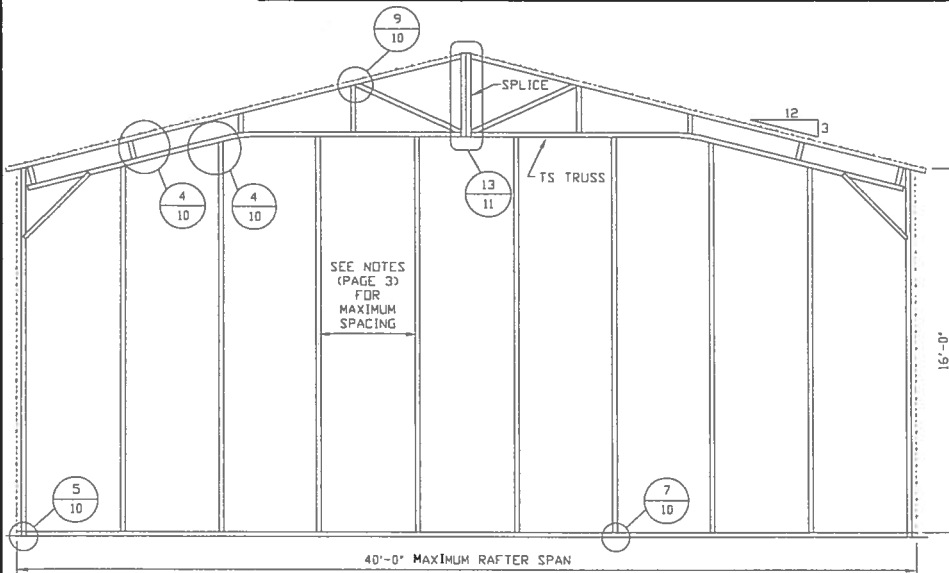 9
10
SPLICE
12
3
TS TRUSS
4
10
4
10
13
11
SEE NOTES
(PAGE 3)
FOR
MAXIMUM
SPACING
16'-0"
5
10
7
10
40'-0" MAXIMUM RAFTER SPAN